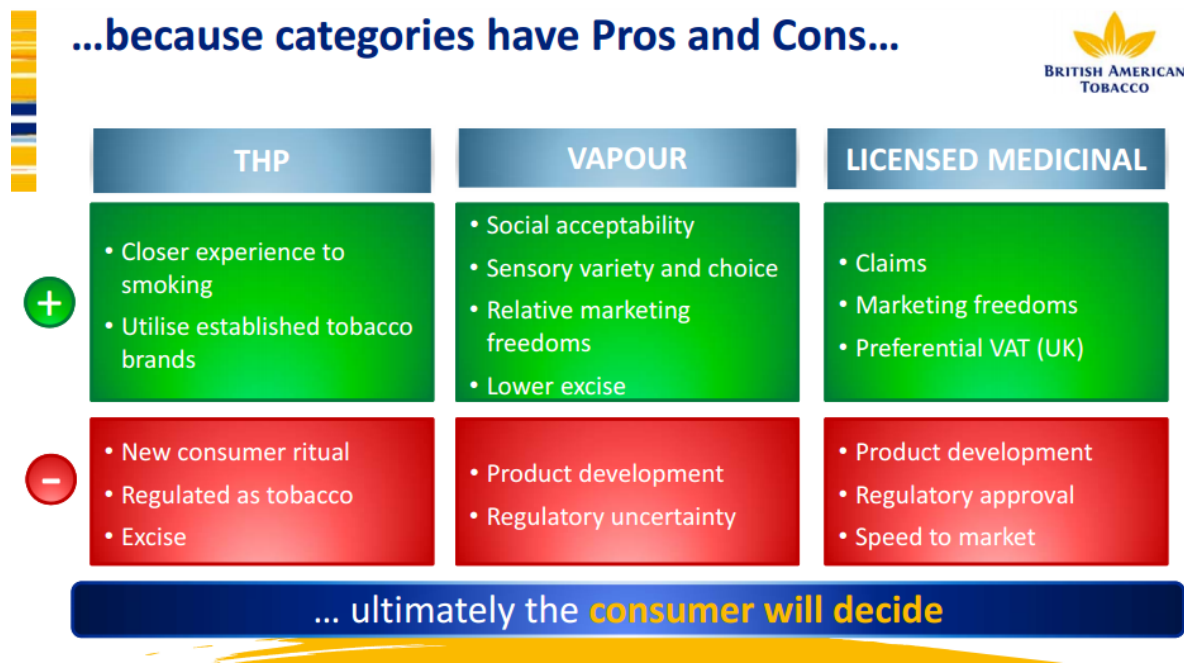 ...because categories have Pros and Cons...
BRITISH AMERICAN
TOBACCO
THP
VAPOUR
LICENSED MEDICINAL
+
• Closer experience to
smoking
• Utilise established tobacco
brands
• Social acceptability
• Sensory variety and choice
• Relative marketing
freedoms
• Lower excise
• Claims
• Marketing freedoms
• Preferential VAT (UK)
-
• New consumer ritual
• Regulated as tobacco
• Excise
• Product development
• Regulatory uncertainty
• Product development
• Regulatory approval
• Speed to market
... ultimately the consumer will decide